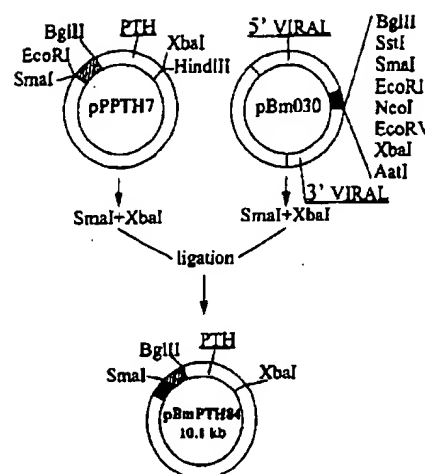 BglII
PTH
XbaI
EcoRI
HindIII
SmaI
pPPTH7
5' VIRAL
pBm030
BglII
SstI
SmaI
EcoRI
NcoI
EcoRV
XbaI
AatI
3' VIRAL
SmaI+XbaI
SmaI+XbaI
ligation
BglII
PTH
XbaI
SmaI
pBmPTH84
10.1 kb